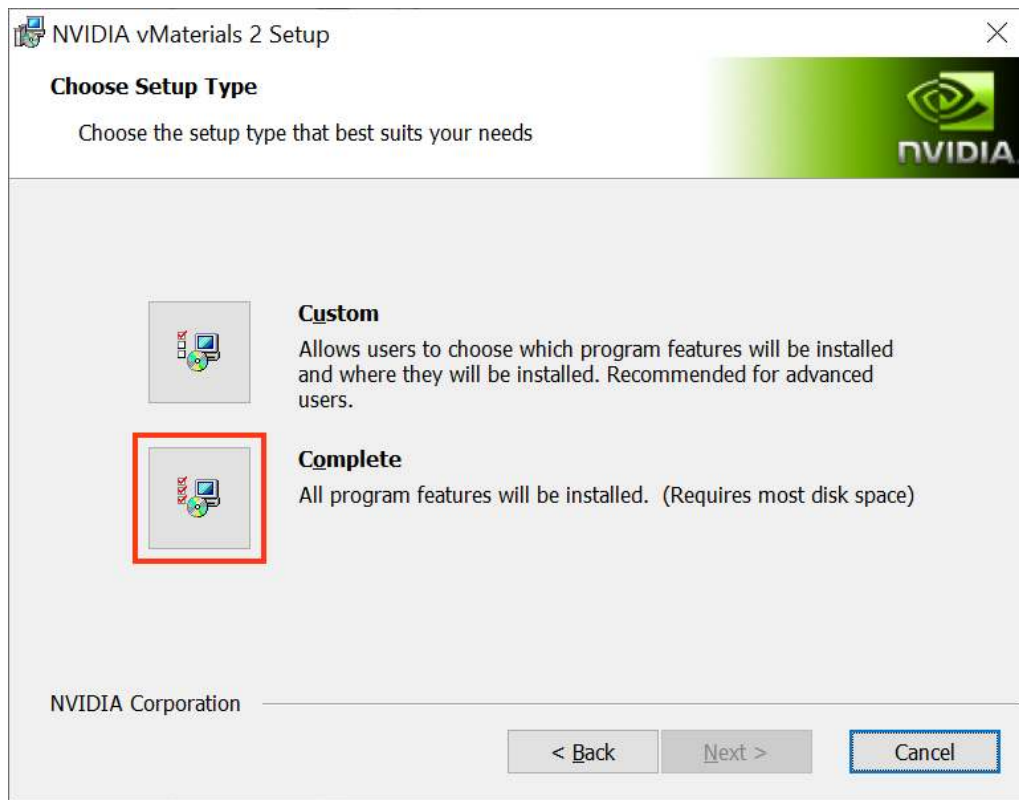 NVIDIA vMaterials 2 Setup
Choose Setup Type
Choose the setup type that best suits your needs
NVIDIA
Custom
Allows users to choose which program features will be installed
and where they will be installed. Recommended for advanced
users.
Complete
All program features will be installed.  (Requires most disk space)
NVIDIA Corporation
< Back
Next >
Cancel